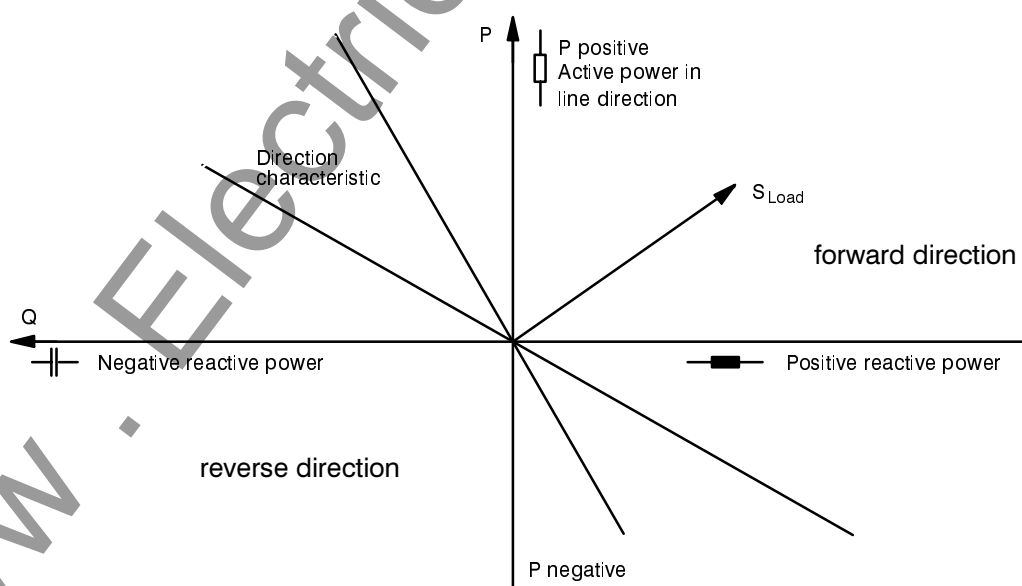 P
P positive
Active power in
line direction
Direction
characteristic
S Load
forward direction
Q
Negative reactive power
Positive reactive power
reverse direction
P negative
w . Electric